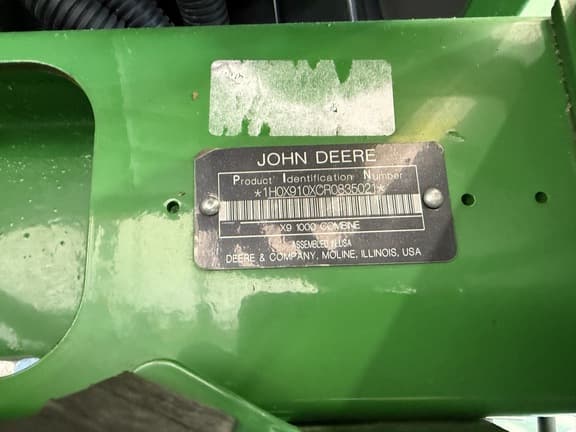 JOHN DEERE
Product Identification Number
*1H0X910XCR0835021*
X9 1000 COMBINE
ASSEMBLED IN USA
DEERE & COMPANY, MOLINE, ILLINOIS, USA